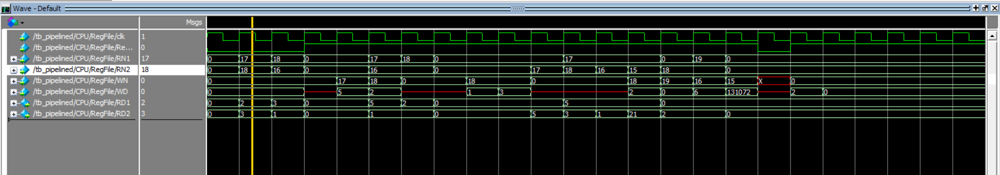 Wave - Default
Msgs
/tb_pipelined/CPU/RegFile/clk 1
/tb_pipelined/CPU/RegFile/Re... 0
/tb_pipelined/CPU/RegFile/RN1 17 0 17 18 0 17 18 0 17 0 19 0
/tb_pipelined/CPU/RegFile/RN2 18 0 18 16 0 16 0 17 18 16 15 18 0
/tb_pipelined/CPU/RegFile/WN 0 0 17 18 0 18 0 18 19 16 15 X 0
/tb_pipelined/CPU/RegFile/WD 0 0 5 2 1 3 2 0 6 131072 2 0
/tb_pipelined/CPU/RegFile/RD1 2 0 2 3 0 5 2 0 5 0
/tb_pipelined/CPU/RegFile/RD2 3 0 3 1 0 1 0 5 3 1 21 2 0